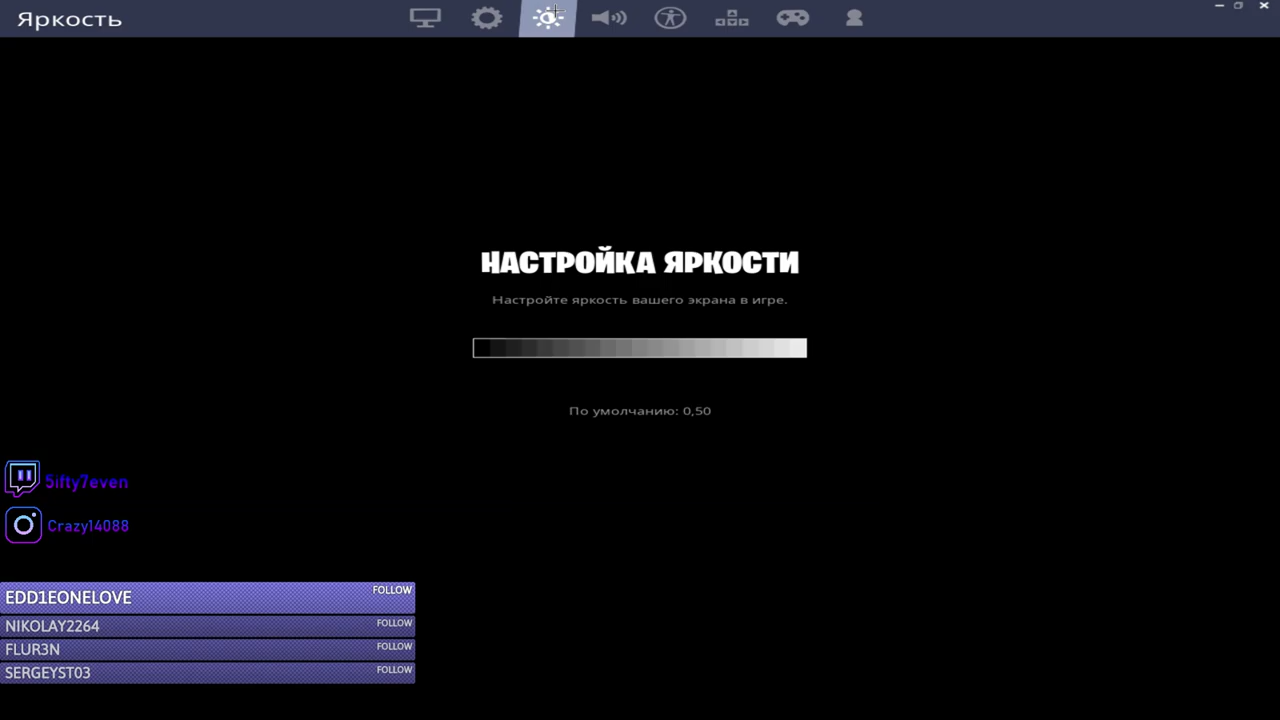 Яркость
НАСТРОЙКА ЯРКОСТИ
Настройте яркость вашего экрана в игре.
По умолчанию: 0,50
5ifty7even
Crazy14088
EDD1EONELOVE FOLLOW
NIKOLAY2264 FOLLOW
FLUR3N FOLLOW
SERGEYST03 FOLLOW